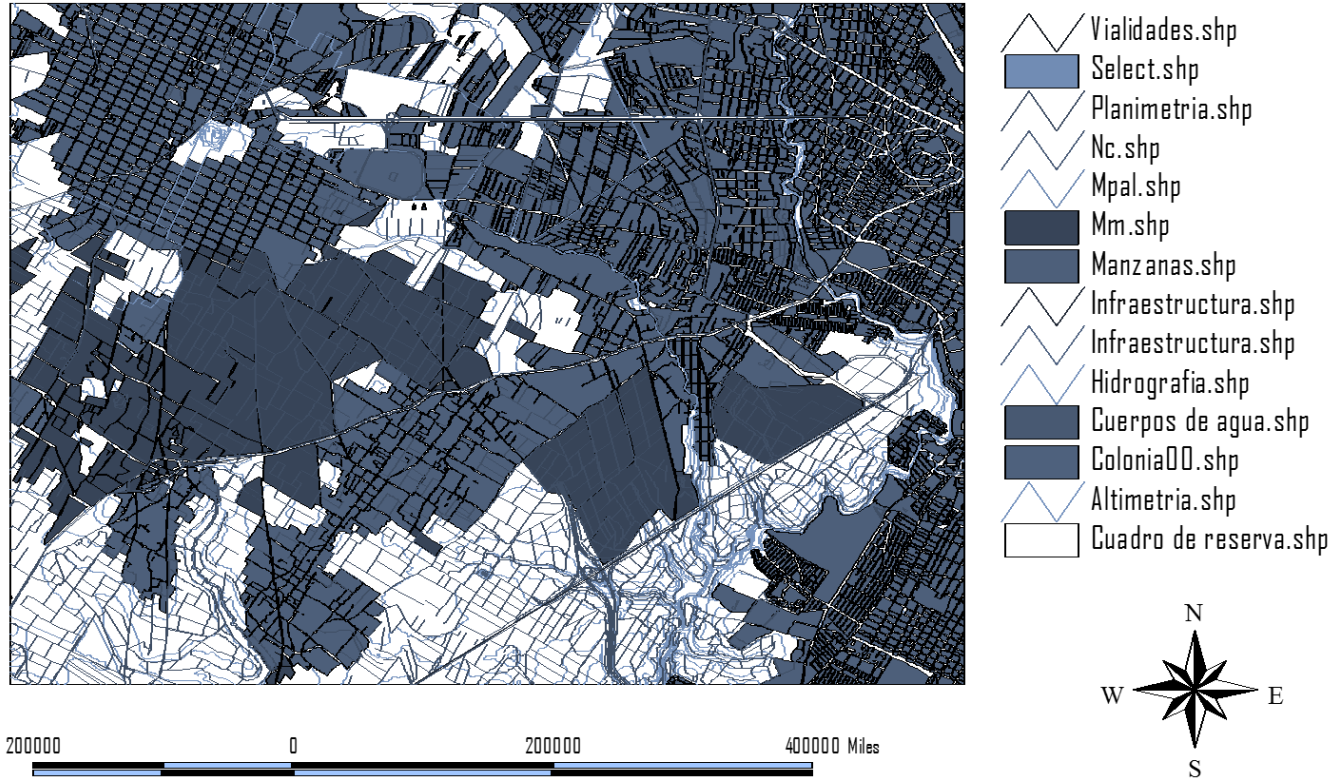 Vialidades.shp
Select.shp
Planimetria.shp
Nc.shp
Mpal.shp
Mm.shp
Manzanas.shp
Infraestructura.shp
Infraestructura.shp
Hidrografia.shp
Cuerpos de agua.shp
Colonia00.shp
Altimetria.shp
Cuadro de reserva.shp
N
W E
S
200000 0 200000 400000 Miles